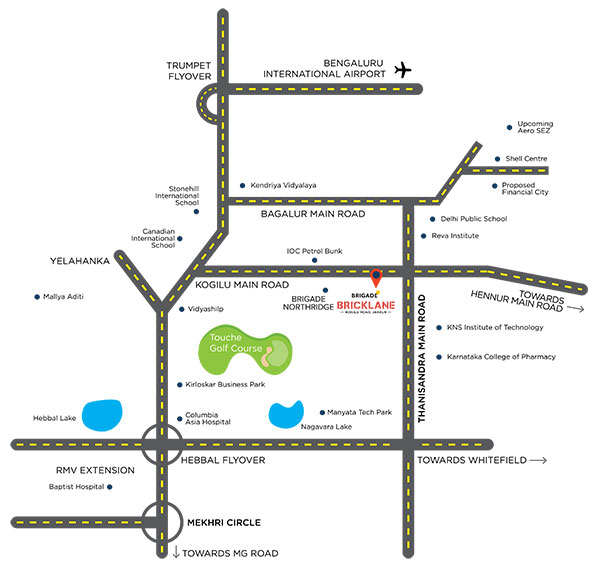 TRUMPET
FLYOVER
BENGALURU
INTERNATIONAL AIRPORT
Upcoming
Aero SEZ
Shell Centre
Proposed
Financial City
Kendriya Vidyalaya
Stonehill
International
School
BAGALUR MAIN ROAD
Delhi Public School
Reva Institute
Canadian
International
School
IOC Petrol Bunk
YELAHANKA
KOGILU MAIN ROAD
BRIGADE
NORTHRIDGE
BRIGADE
BRICKLANE
KOGILU ROAD, JAKKUR
TOWARDS
HENNUR MAIN ROAD
Mallya Aditi
Vidyashilp
THANISANDRA MAIN ROAD
KNS Institute of Technology
Touche
Golf Course
Karnataka College of Pharmacy
Kirloskar Business Park
Hebbal Lake
Columbia
Asia Hospital
Manyata Tech Park
Nagavara Lake
HEBBAL FLYOVER
TOWARDS WHITEFIELD
RMV EXTENSION
Baptist Hospital
MEKHRI CIRCLE
TOWARDS MG ROAD